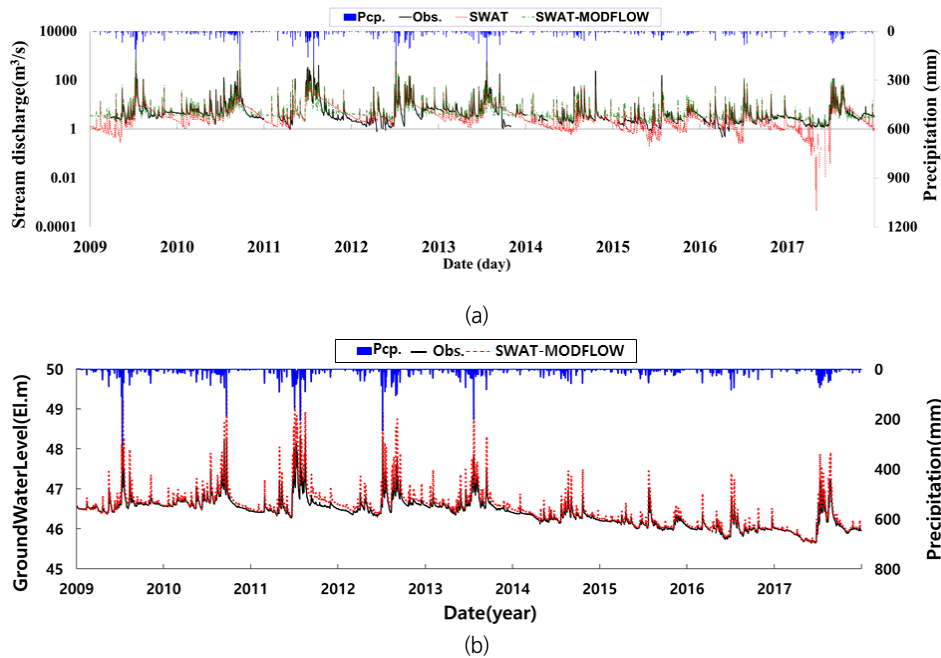 Pcp. Obs. SWAT SWAT-MODFLOW
Stream discharge(m³/s)
10000
100
1
0.01
0.0001
0
300
600
900
1200
Precipitation (mm)
2009 2010 2011 2012 2013 2014 2015 2016 2017
Date (day)
(a)
Pcp. Obs. SWAT-MODFLOW
GroundWaterLevel(El.m)
50
49
48
47
46
45
0
200
400
600
800
Precipitation(mm)
2009 2010 2011 2012 2013 2014 2015 2016 2017
Date(year)
(b)